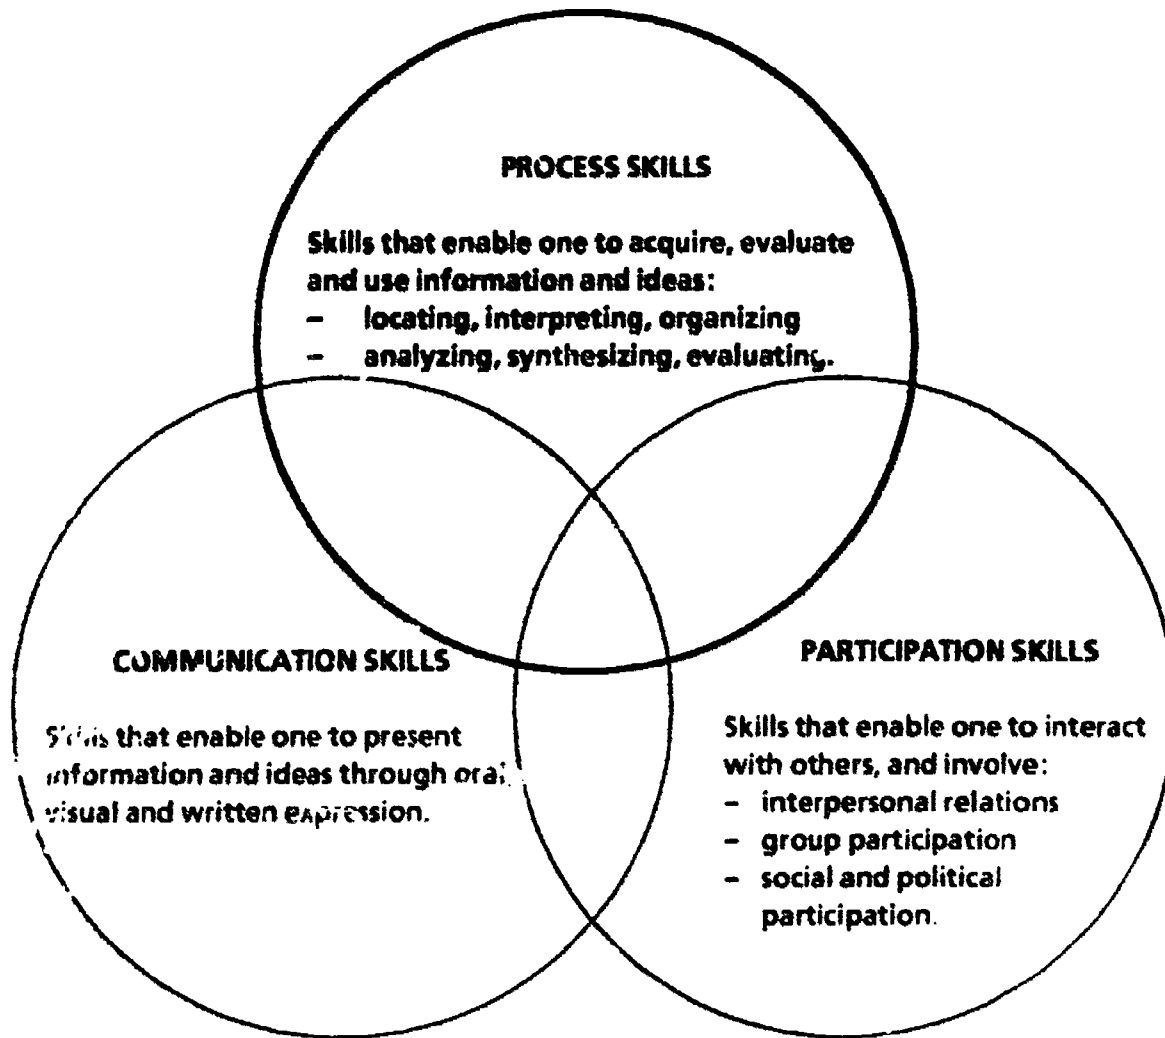 PROCESS SKILLS
Skills that enable one to acquire, evaluate
and use information and ideas:
– locating, interpreting, organizing
– analyzing, synthesizing, evaluating.
COMMUNICATION SKILLS
Skills that enable one to present
information and ideas through oral,
visual and written expression.
PARTICIPATION SKILLS
Skills that enable one to interact
with others, and involve:
– interpersonal relations
– group participation
– social and political
participation.